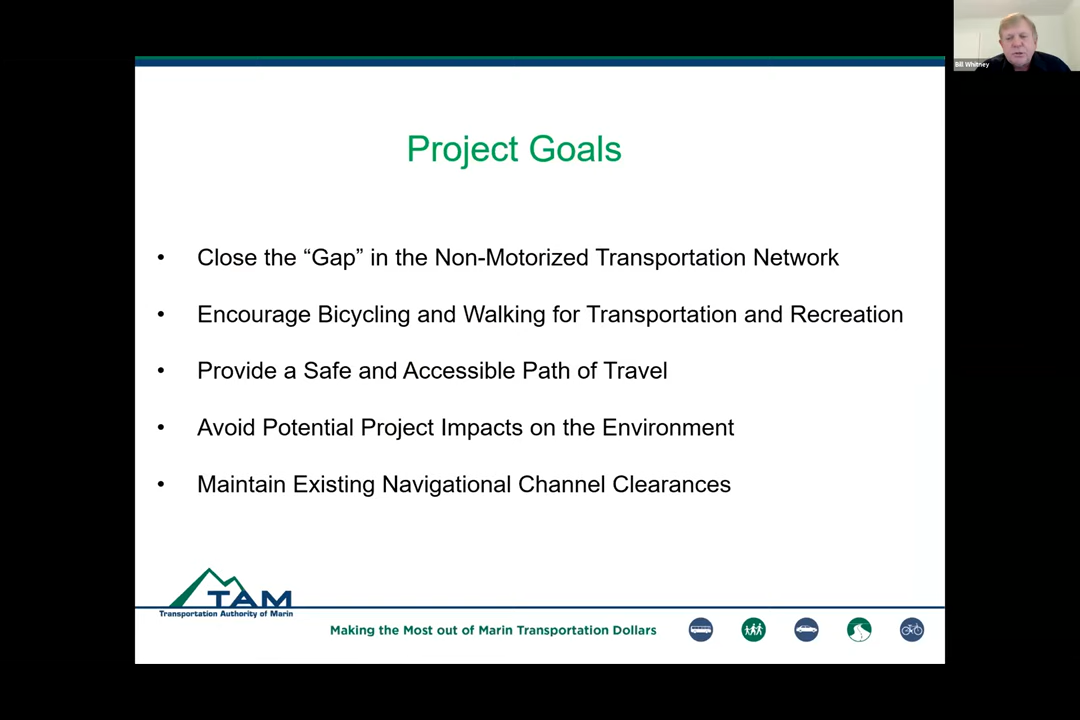 Bill Whitney
Project Goals
• Close the “Gap” in the Non-Motorized Transportation Network
• Encourage Bicycling and Walking for Transportation and Recreation
• Provide a Safe and Accessible Path of Travel
• Avoid Potential Project Impacts on the Environment
• Maintain Existing Navigational Channel Clearances
TAM
Transportation Authority of Marin
Making the Most out of Marin Transportation Dollars